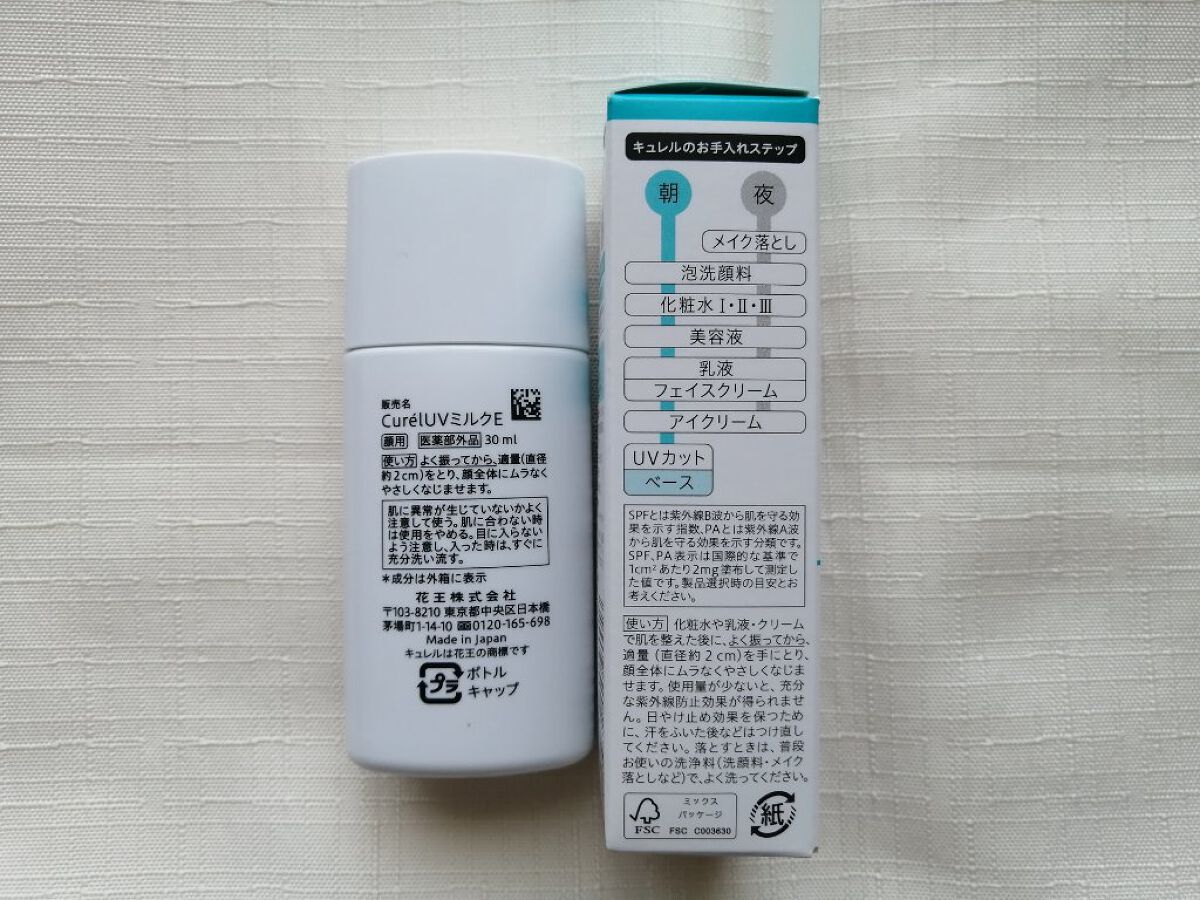 販売名
CurélUVミルクE
顔用 医薬部外品 30 ml
使い方 よく振ってから、適量(直径
約2cm)をとり、顔全体にムラなく
やさしくなじませます。
肌に異常が生じていないかよく
注意して使う。肌に合わない時
は使用をやめる。目に入らない
よう注意し、入った時は、すぐに
充分洗い流す。
*成分は外箱に表示
花王株式会社
〒103-8210 東京都中央区日本橋
茅場町1-14-10 0120-165-698
Made in Japan
キュレルは花王の商標です
プラ ボトル
キャップ
キュレルのお手入れステップ
朝 夜
メイク落とし
泡洗顔料
化粧水 Ⅰ・Ⅱ・Ⅲ
美容液
乳液
フェイスクリーム
アイクリーム
UVカット
ベース
SPFとは紫外線B波から肌を守る効
果を示す指数、PAとは紫外線A波
から肌を守る効果を示す分類です。
SPF、PA表示は国際的な基準で
1cm²あたり2mg塗布して測定し
た値です。製品選択時の目安とお
考えください。
使い方 化粧水や乳液・クリーム
で肌を整えた後に、よく振ってから、
適量(直径約2cm)を手にとり、
顔全体にムラなくやさしくなじま
せます。使用量が少ないと、充分
な紫外線防止効果が得られませ
ん。日やけ止め効果を保つため
に、汗をふいた後などはつけ直し
てください。落とすときは、普段
お使いの洗浄料(洗顔料・メイク
落としなど)で、よく洗ってください。
ミックス
パッケージ
FSC FSC C003630
紙